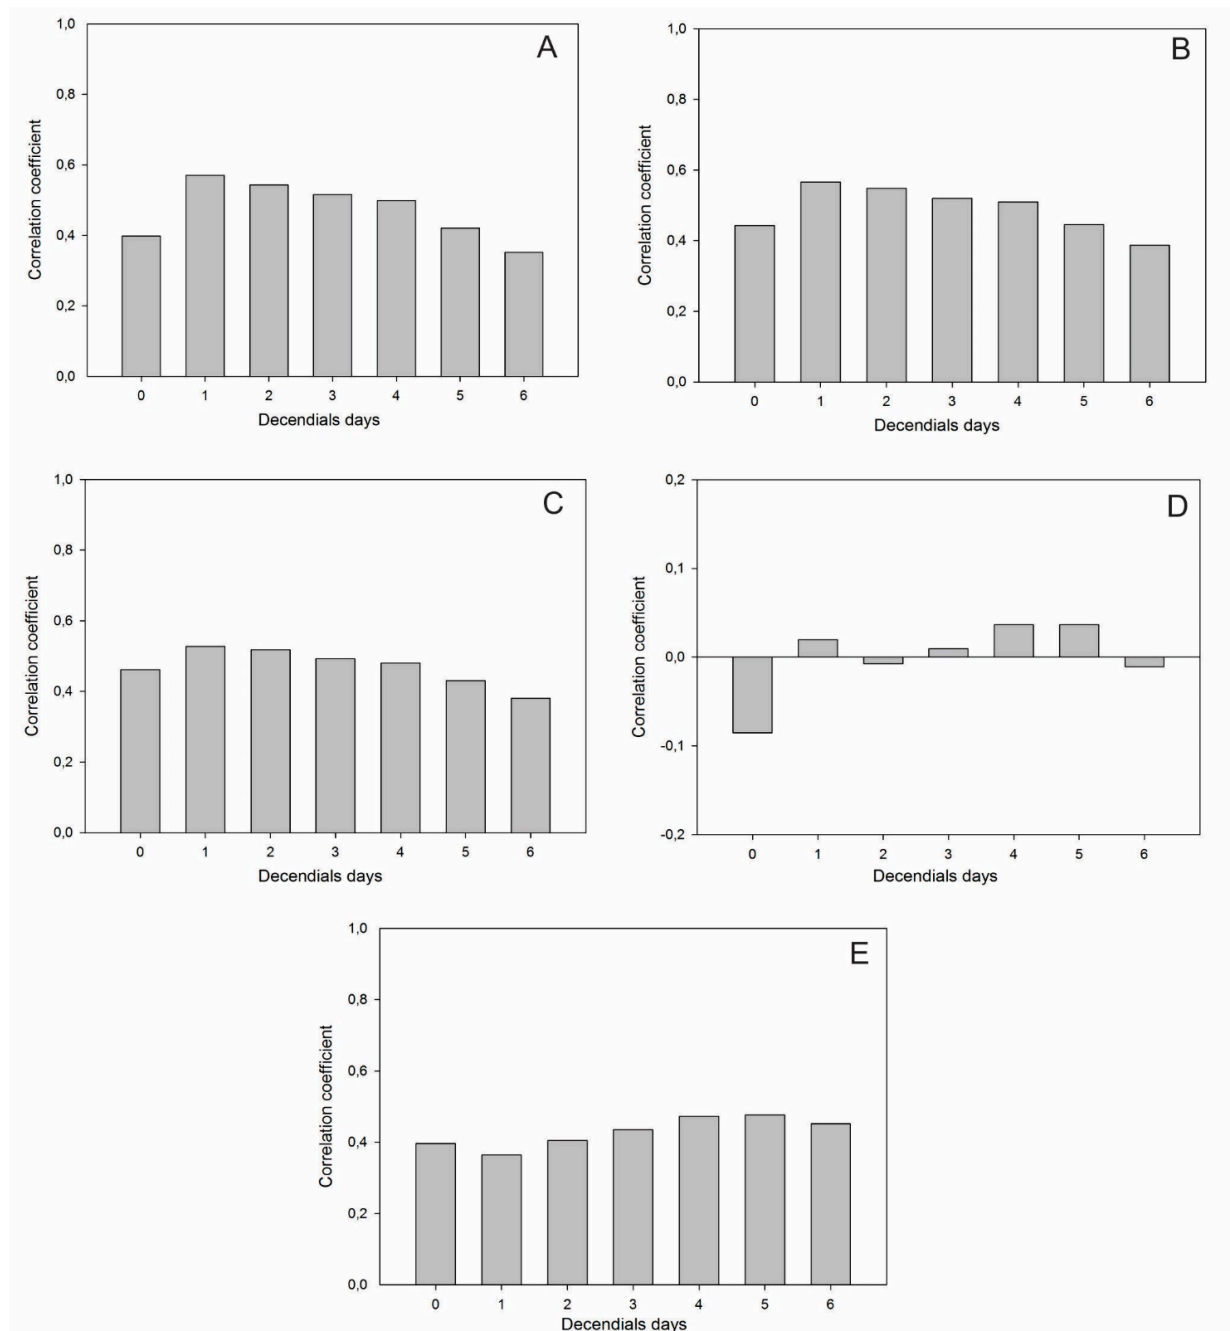 A
Correlation coefficient
1,0
0,8
0,6
0,4
0,2
0,0
0 1 2 3 4 5 6
Decendials days
B
Correlation coefficient
1,0
0,8
0,6
0,4
0,2
0,0
0 1 2 3 4 5 6
Decendials days
C
Correlation coefficient
1,0
0,8
0,6
0,4
0,2
0,0
0 1 2 3 4 5 6
Decendials days
D
Correlation coefficient
0,2
0,1
0,0
-0,1
-0,2
0 1 2 3 4 5 6
Decendials days
E
Correlation coefficient
1,0
0,8
0,6
0,4
0,2
0,0
0 1 2 3 4 5 6
Decendials days